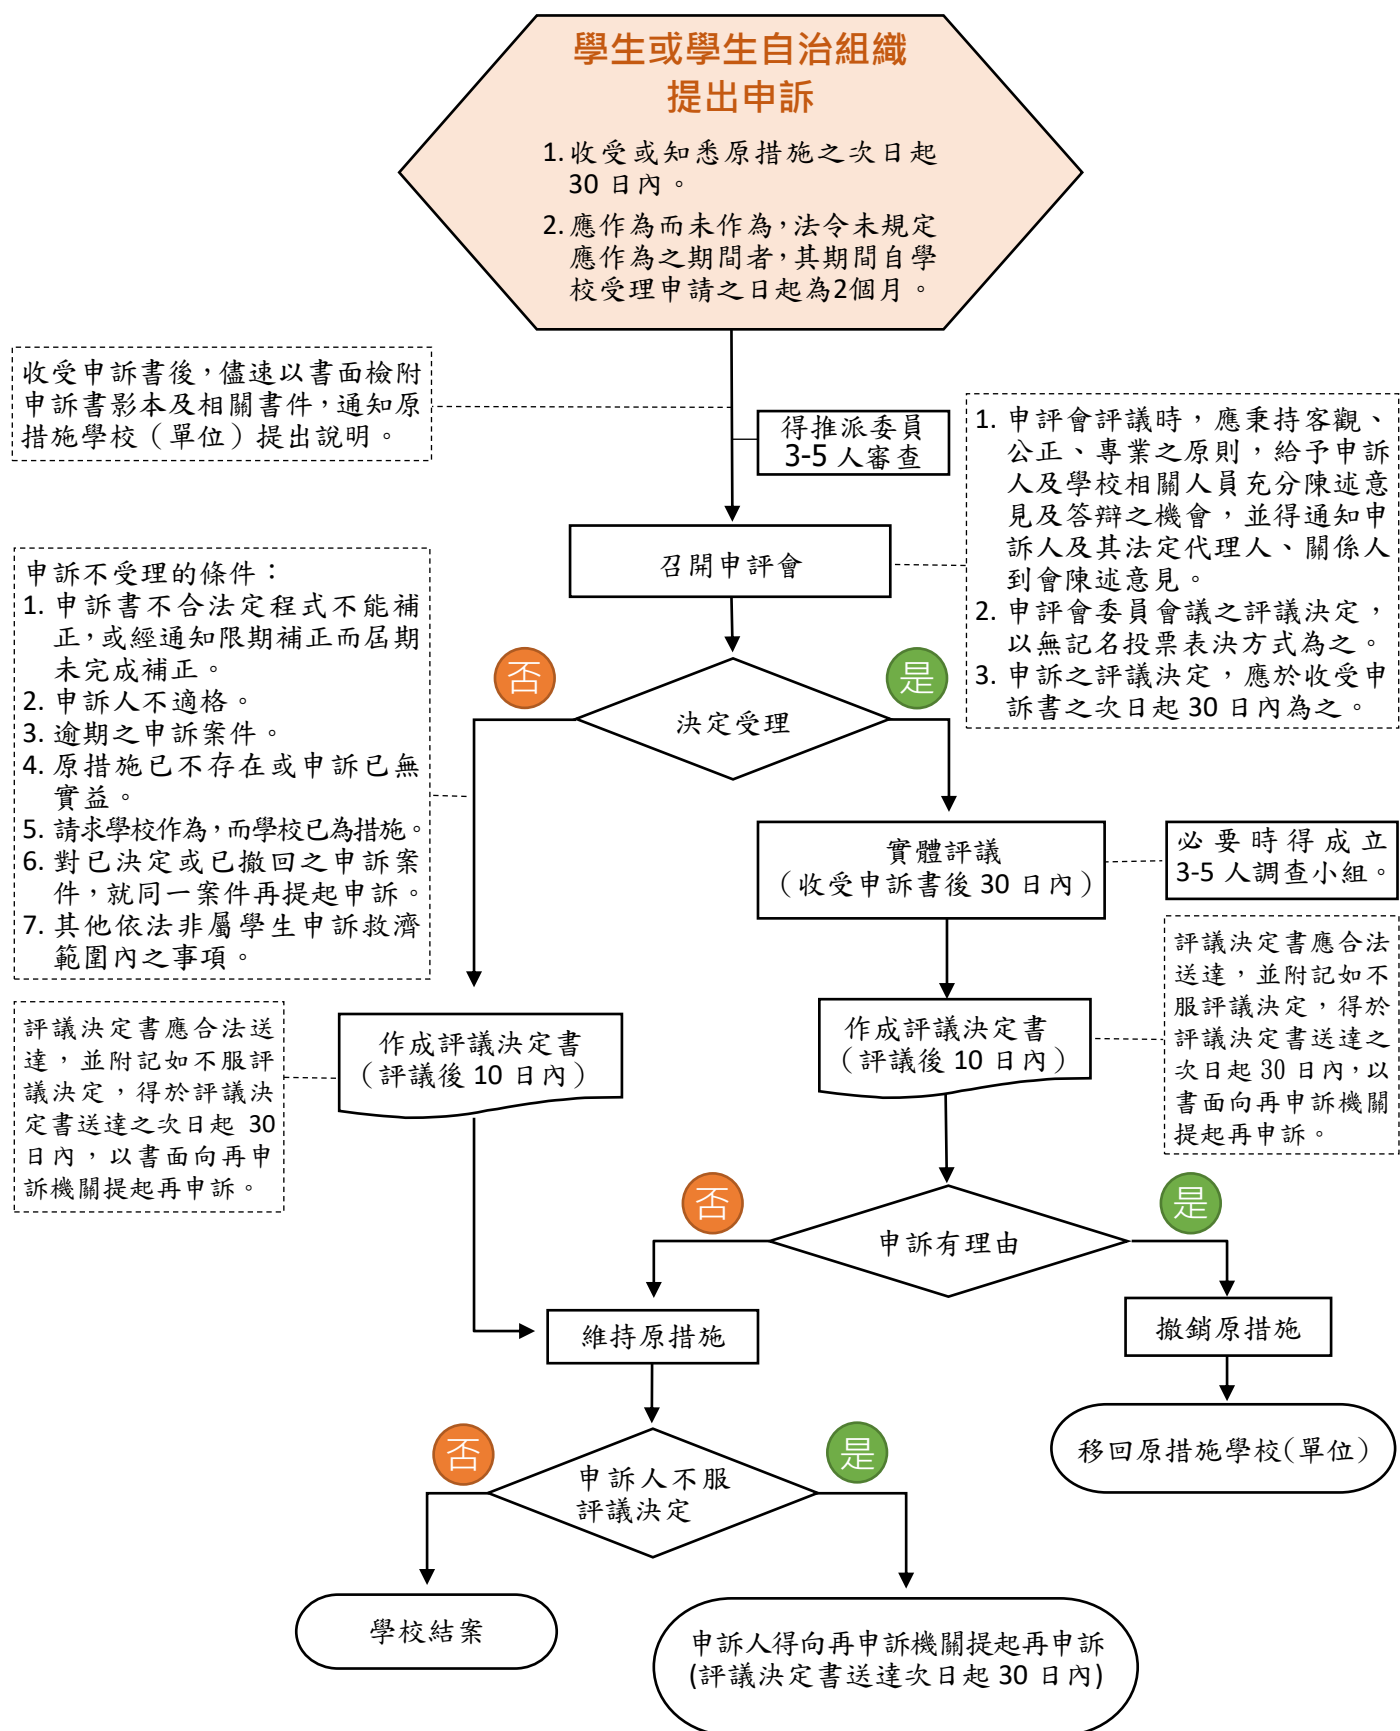 學生或學生自治組織
提出申訴
1. 收受或知悉原措施之次日起
30 日內。
2. 應作為而未作為，法令未規定
應作為之期間者，其期間自學
校受理申請之日起為2個月。
收受申訴書後，儘速以書面檢附
申訴書影本及相關書件，通知原
措施學校（單位）提出說明。
得推派委員
3-5 人審查
1. 申評會評議時，應秉持客觀、
公正、專業之原則，給予申訴
人及學校相關人員充分陳述意
見及答辯之機會，並得通知申
訴人及其法定代理人、關係人
到會陳述意見。
2. 申評會委員會議之評議決定，
以無記名投票表決方式為之。
3. 申訴之評議決定，應於收受申
訴書之次日起 30 日內為之。
召開申評會
申訴不受理的條件：
1. 申訴書不合法定程式不能補
正，或經通知限期補正而屆期
未完成補正。
2. 申訴人不適格。
3. 逾期之申訴案件。
4. 原措施已不存在或申訴已無
實益。
5. 請求學校作為，而學校已為措施。
6. 對已決定或已撤回之申訴案
件，就同一案件再提起申訴。
7. 其他依法非屬學生申訴救濟
範圍內之事項。
否
是
決定受理
實體評議
（收受申訴書後 30 日內）
必要時得成立
3-5 人調查小組。
評議決定書應合法
送達，並附記如不
服評議決定，得於
評議決定書送達之
次日起 30 日內，以
書面向再申訴機關
提起再申訴。
評議決定書應合法送
達，並附記如不服評
議決定，得於評議決
定書送達之次日起 30
日內，以書面向再申
訴機關提起再申訴。
作成評議決定書
（評議後 10 日內）
作成評議決定書
（評議後 10 日內）
否
是
申訴有理由
維持原措施
撤銷原措施
否
是
申訴人不服
評議決定
移回原措施學校(單位)
學校結案
申訴人得向再申訴機關提起再申訴
(評議決定書送達次日起 30 日內)